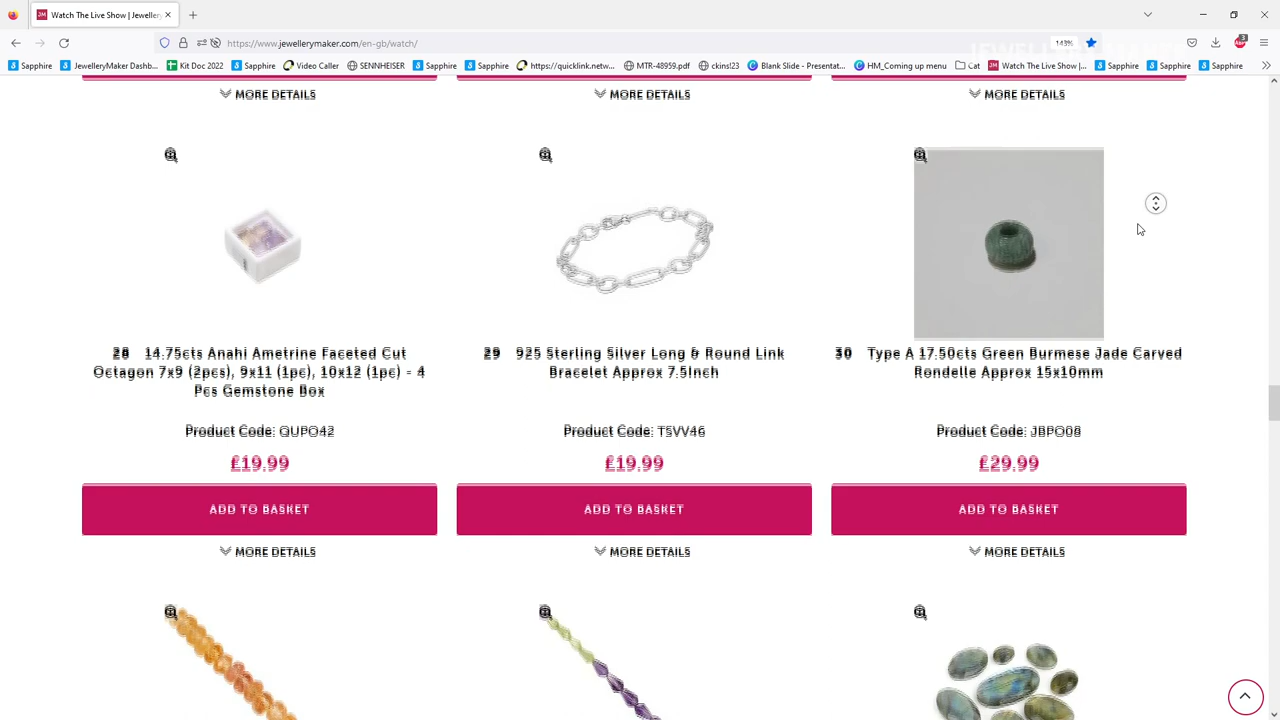 Watch The Live Show | Jeweller
https://www.jewellerymaker.com gb/watch/
143%
3
Sapphire JewelleryMaker Dashb... Kit Doc 2022 Sapphire Video Caller SENNHEISER Sapphire Sapphire https://quicklink.netw... MTR-48959.pdf ckins!23 Blank Slide - Presentat... HM_Coming up menu Cat Watch The Live Show |... Sapphire Sapphire Sapphire
MORE DETAILS MORE DETAILS MORE DETAILS
28 14.75cts Anahi Ametrine Faceted Cut
Octagon 7x9 (2pcs), 9x11 (1pc), 10x12 (1pc) - 4
Pcs Gemstone Box
Product Code: QUPO42
£19.99
ADD TO BASKET
MORE DETAILS
29 925 Sterling Silver Long & Round Link
Bracelet Approx 7.5Inch
Product Code: TSVV46
£19.99
ADD TO BASKET
MORE DETAILS
30 Type A 17.50cts Green Burmese Jade Carved
Rondelle Approx 15x10mm
Product Code: JBPO08
£29.99
ADD TO BASKET
MORE DETAILS